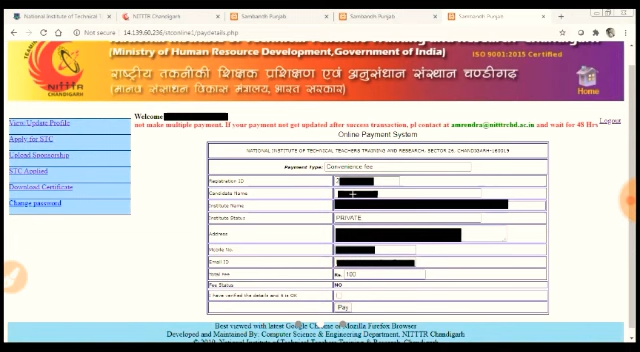 National Institute of Technical T
NITTTR Chandigarh
Sambandh Punjab
Sambandh Punjab
Sambandh Punjab
Not secure 14.139.60.236/stconline1/paydetails.php
(Ministry of Human Resource Development,Government of India)
ISO 9001:2015 Certified
राष्ट्रीय तकनीकी शिक्षक प्रशिक्षण एवं अनुसंधान संस्थान चण्डीगढ़
(मानव संसाधन विकास मंत्रालय, भारत सरकार)
NITTTR
CHANDIGARH
Home
Welcome
Logout
not make multiple payment. If your payment not get updated after success transaction, pl contact at amrendra@nitttrchd.ac.in and wait for 48 Hrs
View/Update Profile
Apply for STC
Upload Sponsorship
STC Applied
Download Certificate
Change password
Online Payment System
NATIONAL INSTITUTE OF TECHNICAL TEACHERS TRAINING AND RESEARCH, SECTOR 26, CHANDIGARH-160019
Payment Type: Convenience fee
Registration ID
Candidate Name
Institute Name
Institute Status PRIVATE
Address
Mobile No.
Email ID
Total Fee Rs. 100
Fee Status NO
I have verified the details and it is OK
Pay
Best viewed with latest Google Chrome or Mozilla Firefox Browsers
Developed and Maintained By: Computer Science & Engineering Department, NITTTR Chandigarh